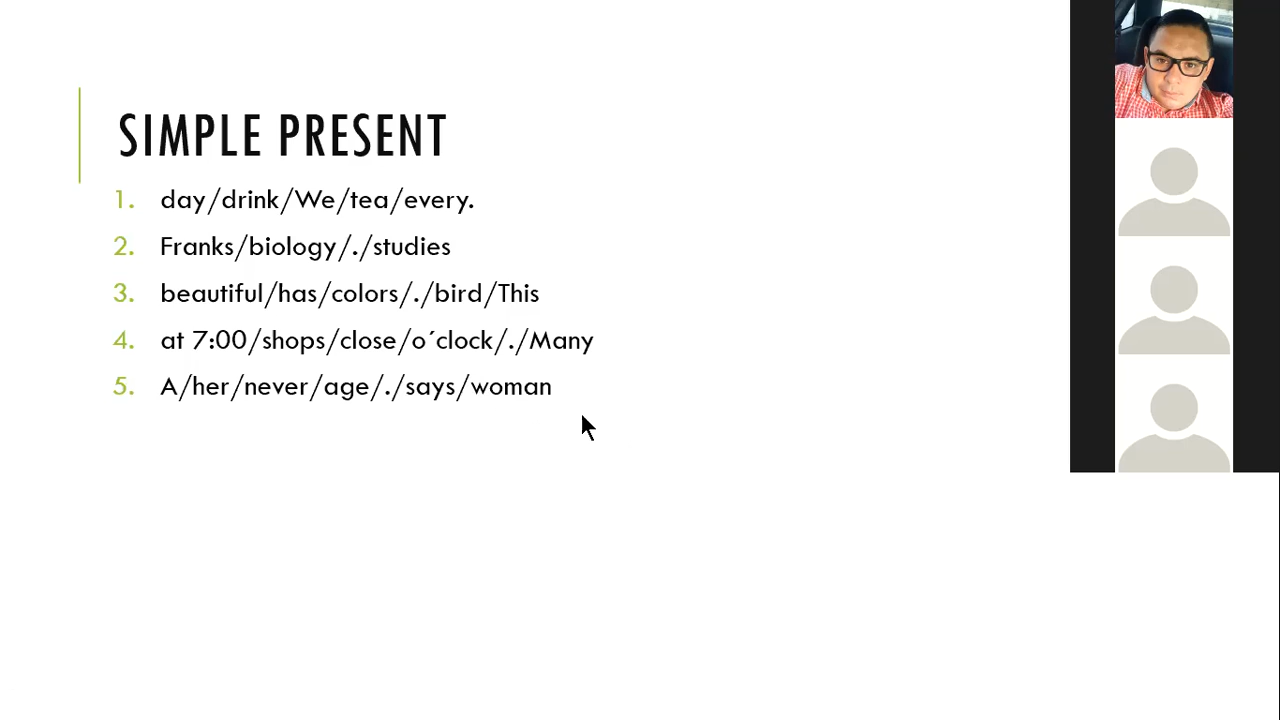 SIMPLE PRESENT
1. day/drink/We/tea/every.
2. Franks/biology/./studies
3. beautiful/has/colors/./bird/This
4. at 7:00/shops/close/o´clock/./Many
5. A/her/never/age/./says/woman